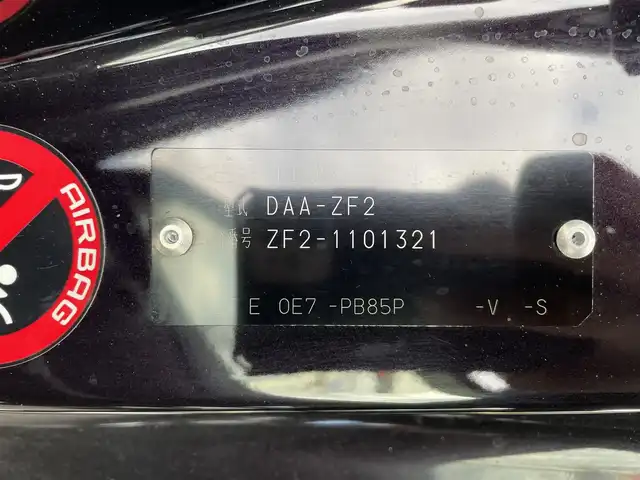 AIRBAG
型式 DAA-ZF2
番号 ZF2-1101321
E 0E7 -PB85P -V -S